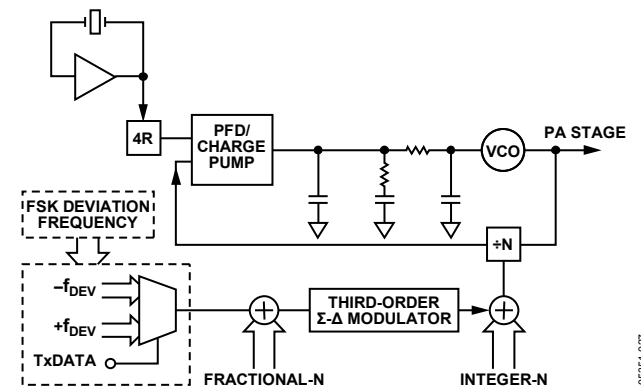 4R
PFD/
CHARGE
PUMP
VCO
PA STAGE
FSK DEVIATION
FREQUENCY
÷N
–fDEV
+fDEV
TxDATA
THIRD-ORDER
Σ-Δ MODULATOR
FRACTIONAL-N
INTEGER-N